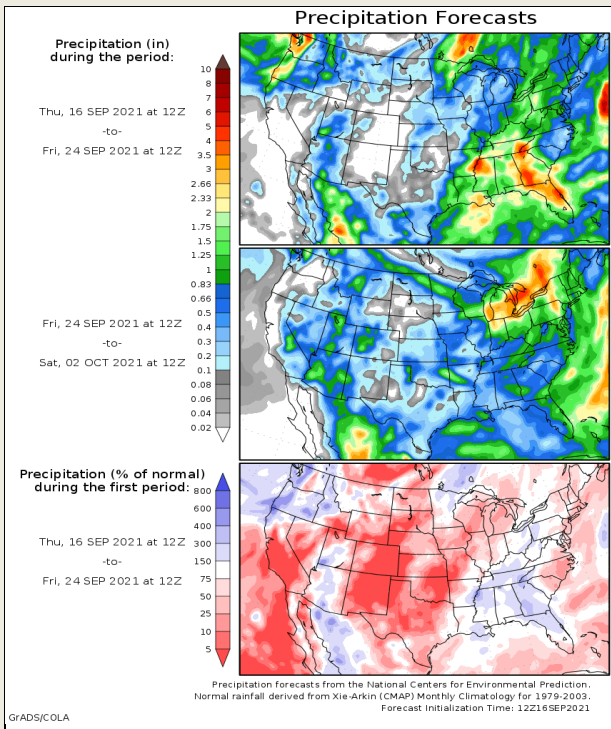 Precipitation Forecasts
Precipitation (in)
during the period:
Thu, 16 SEP 2021 at 12Z
-to-
Fri, 24 SEP 2021 at 12Z
10
8
7
6
5
4
3.5
3
2.66
2.33
2
1.75
1.5
1.25
1
0.83
0.66
0.5
0.4
0.3
0.2
0.1
0.08
0.06
0.04
0.02
Fri, 24 SEP 2021 at 12Z
-to-
Sat, 02 OCT 2021 at 12Z
Precipitation (% of normal)
during the first period:
Thu, 16 SEP 2021 at 12Z
-to-
Fri, 24 SEP 2021 at 12Z
800
600
400
300
150
75
50
25
10
5
Precipitation forecasts from the National Centers for Environmental Prediction.
Normal rainfall derived from Xie-Arkin (CMAP) Monthly Climatology for 1979-2003.
Forecast Initialization Time: 12Z16SEP2021
GrADS/COLA